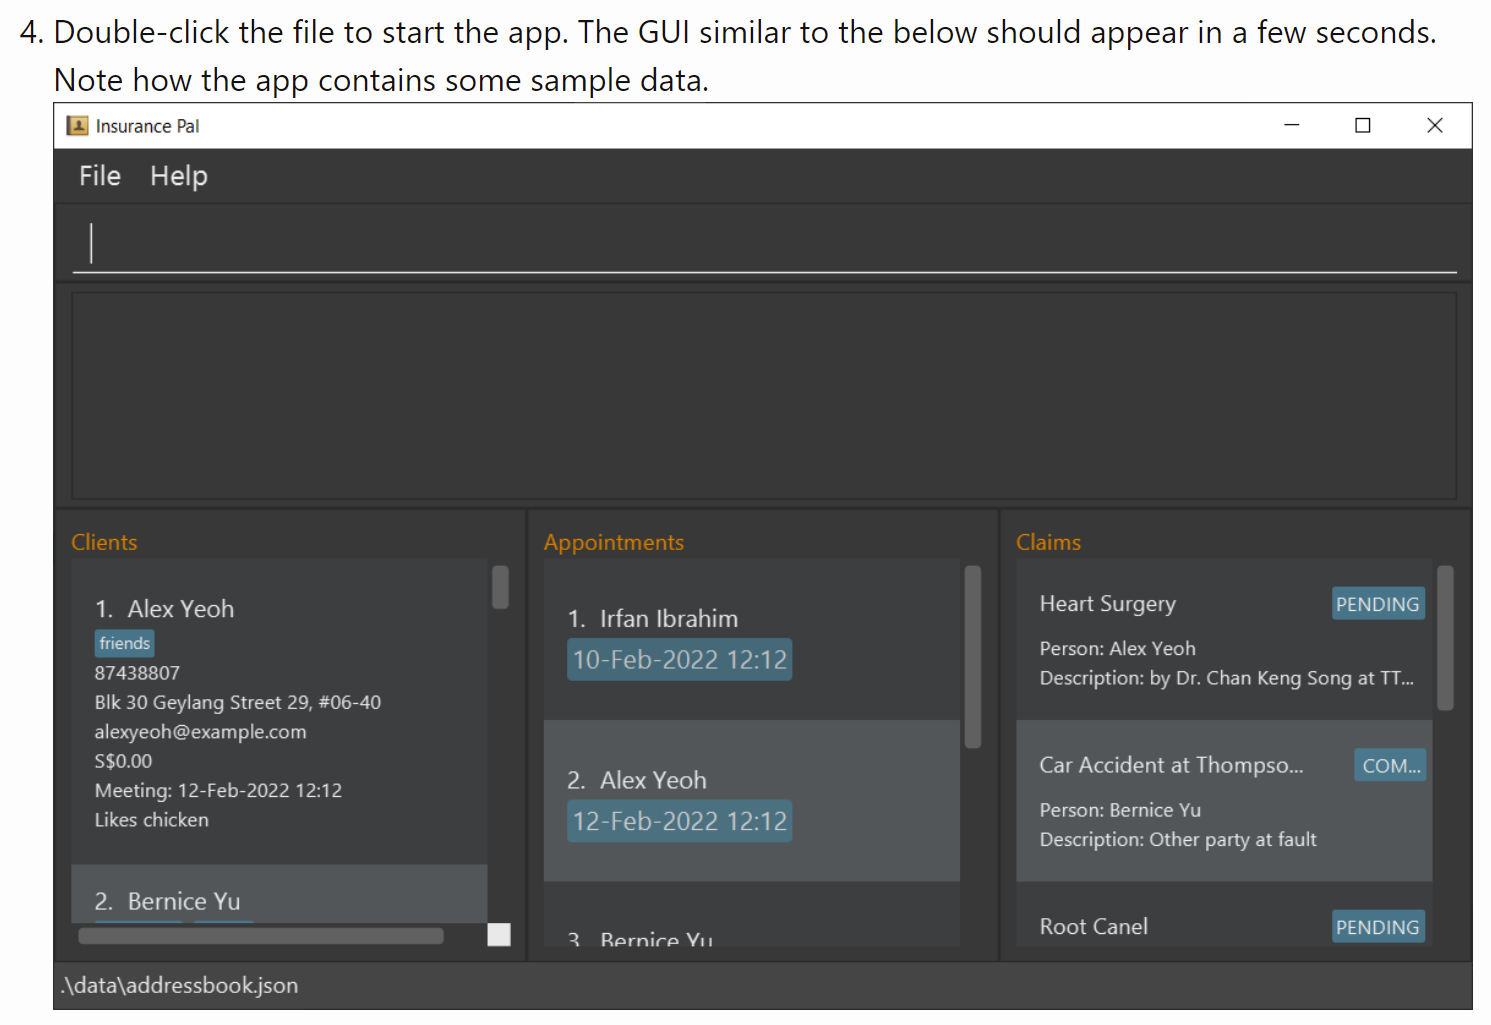 4. Double-click the file to start the app. The GUI similar to the below should appear in a few seconds.
Note how the app contains some sample data.
Insurance Pal
File Help
Clients
1. Alex Yeoh
friends
87438807
Blk 30 Geylang Street 29, #06-40
alexyeoh@example.com
S$0.00
Meeting: 12-Feb-2022 12:12
Likes chicken
2. Bernice Yu
Appointments
1. Irfan Ibrahim
10-Feb-2022 12:12
2. Alex Yeoh
12-Feb-2022 12:12
3. Bernice Yu
Claims
Heart Surgery PENDING
Person: Alex Yeoh
Description: by Dr. Chan Keng Song at TT...
Car Accident at Thompso... COM...
Person: Bernice Yu
Description: Other party at fault
Root Canel PENDING
.\data\addressbook.json